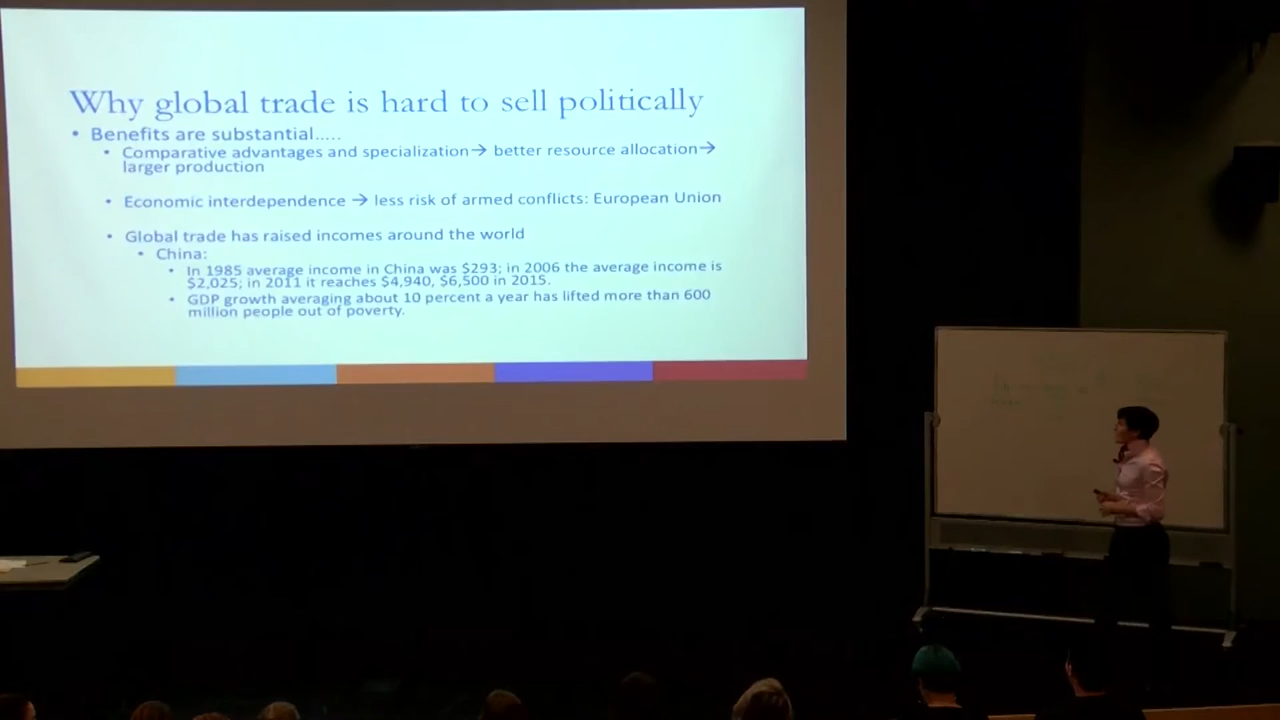 Why global trade is hard to sell politically
• Benefits are substantial.....
• Comparative advantages and specialization→ better resource allocation→
larger production
• Economic interdependence → less risk of armed conflicts: European Union
• Global trade has raised incomes around the world
• China:
• In 1985 average income in China was $293; in 2006 the average income is
$2,025; in 2011 it reaches $4,940, $6,500 in 2015.
• GDP growth averaging about 10 percent a year has lifted more than 600
million people out of poverty.